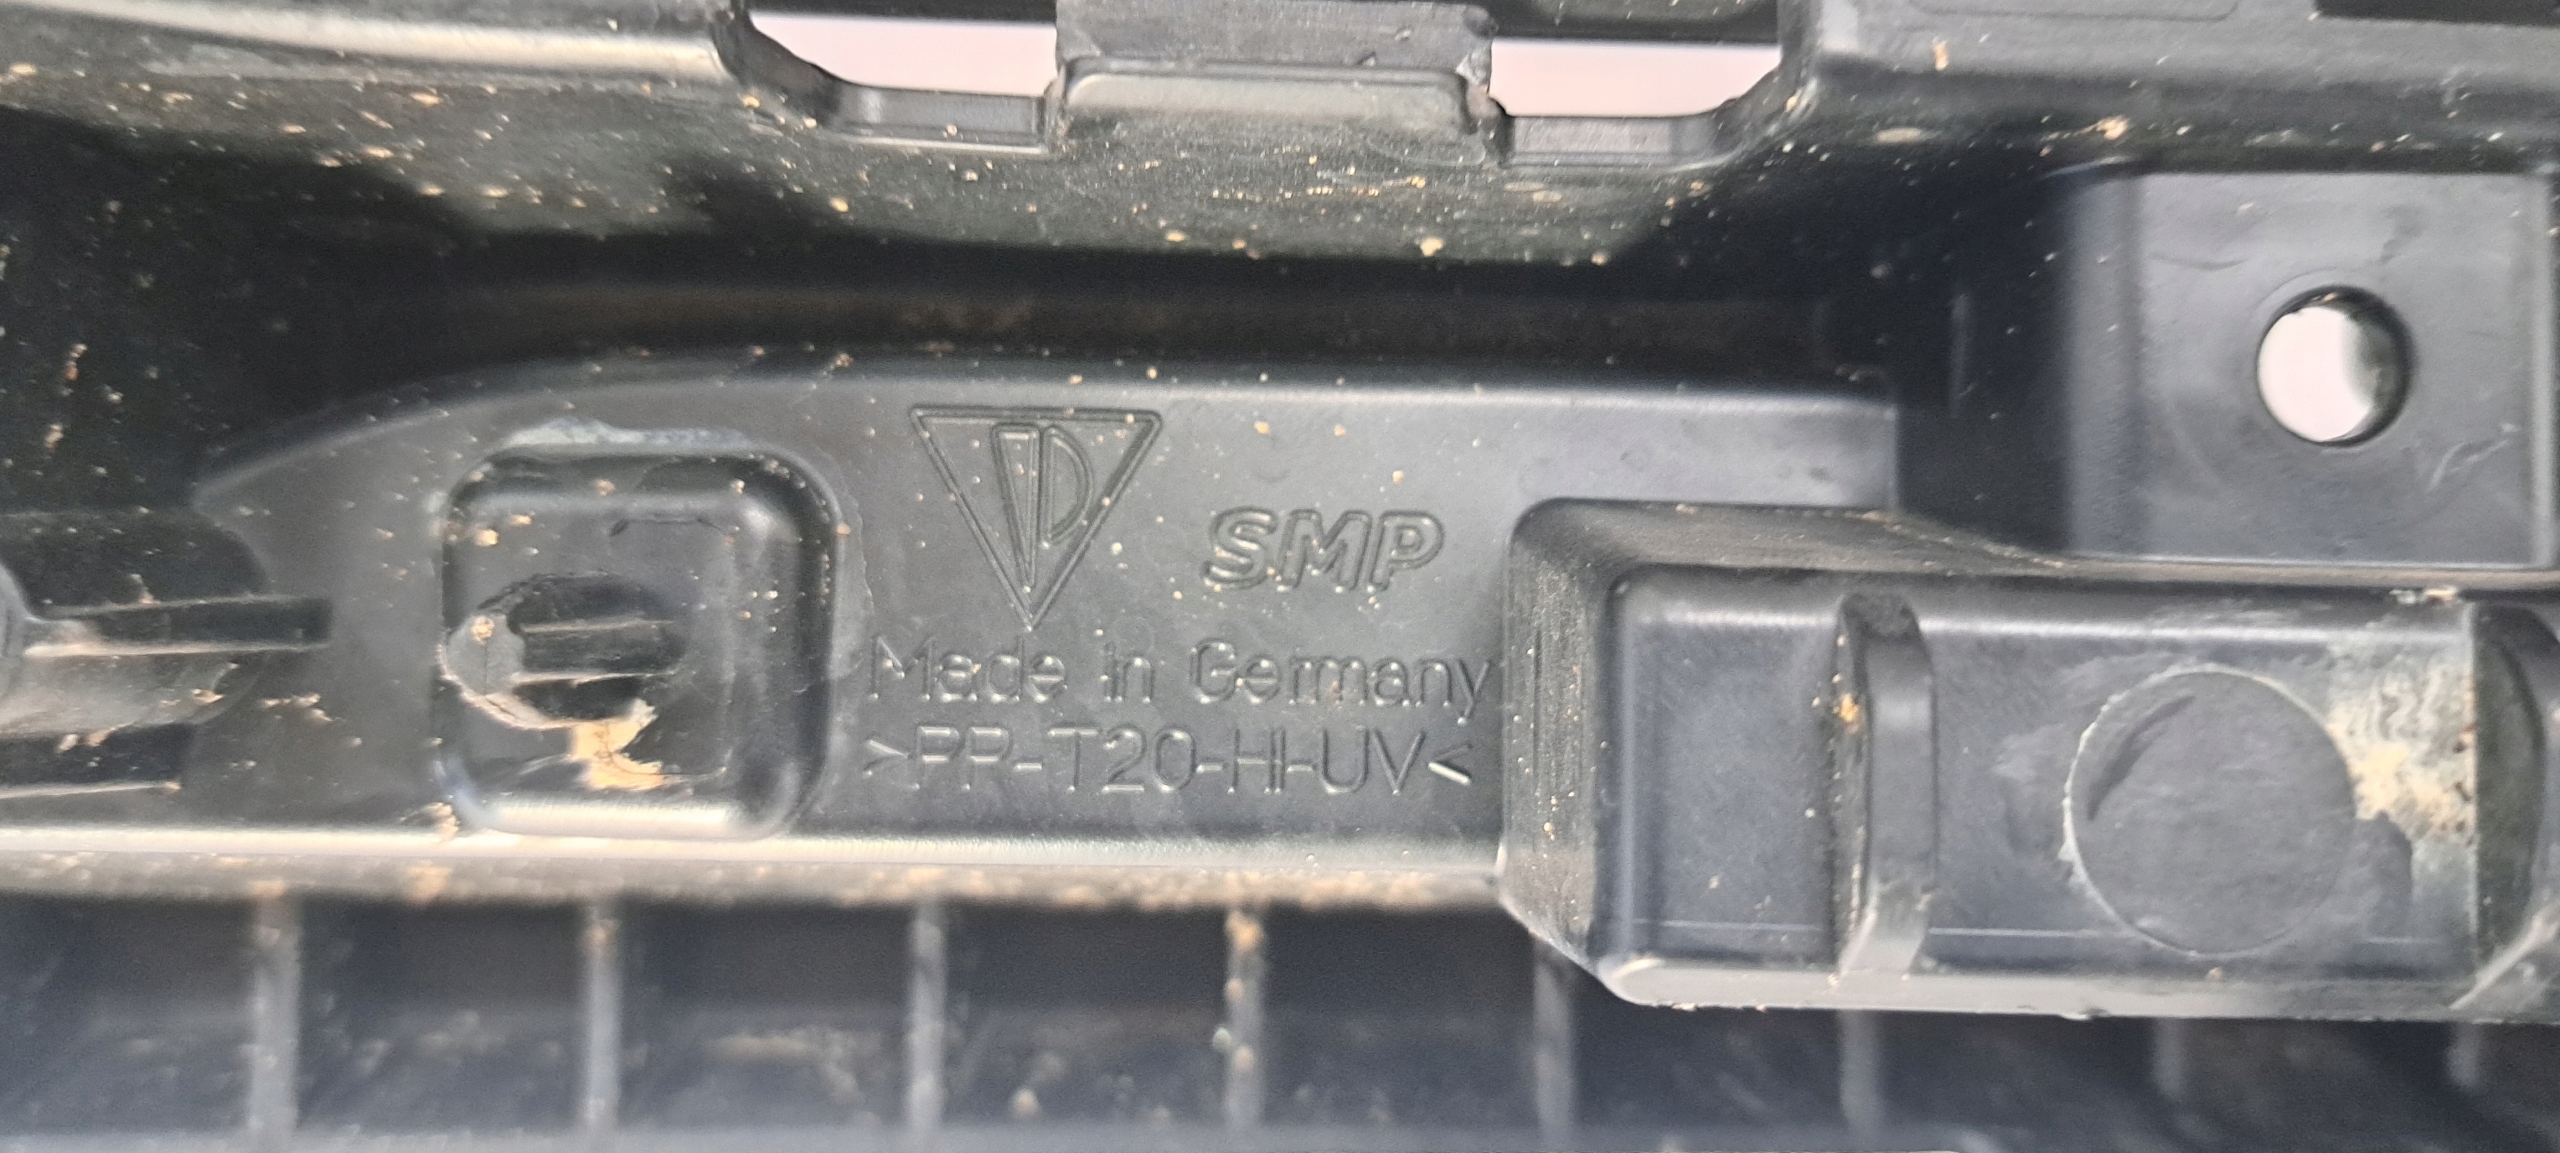 SMP
Made in Germany
>PP-T20-HI-UV<